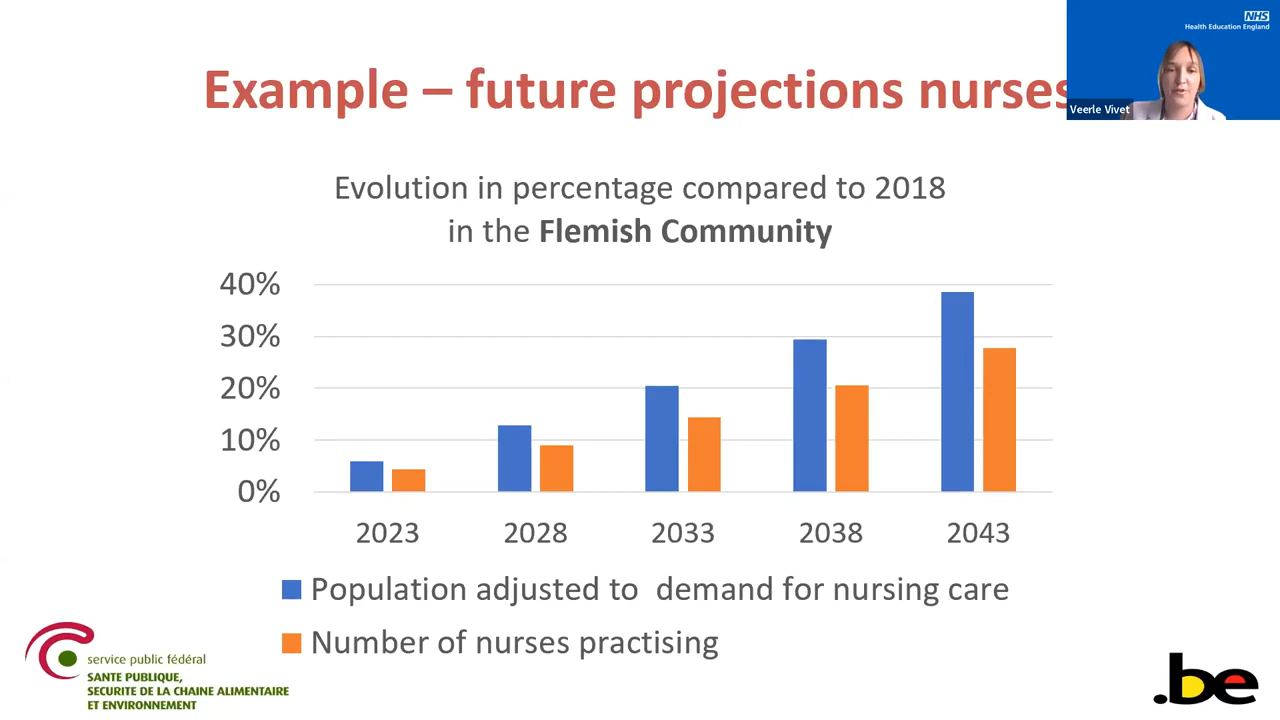 NHS
Health Education England
Veerle Vivet
Example – future projections nurses
Evolution in percentage compared to 2018
in the Flemish Community
40%
30%
20%
10%
0%
2023 2028 2033 2038 2043
Population adjusted to demand for nursing care
Number of nurses practising
service public fédéral
SANTE PUBLIQUE,
SECURITE DE LA CHAINE ALIMENTAIRE
ET ENVIRONNEMENT
.be